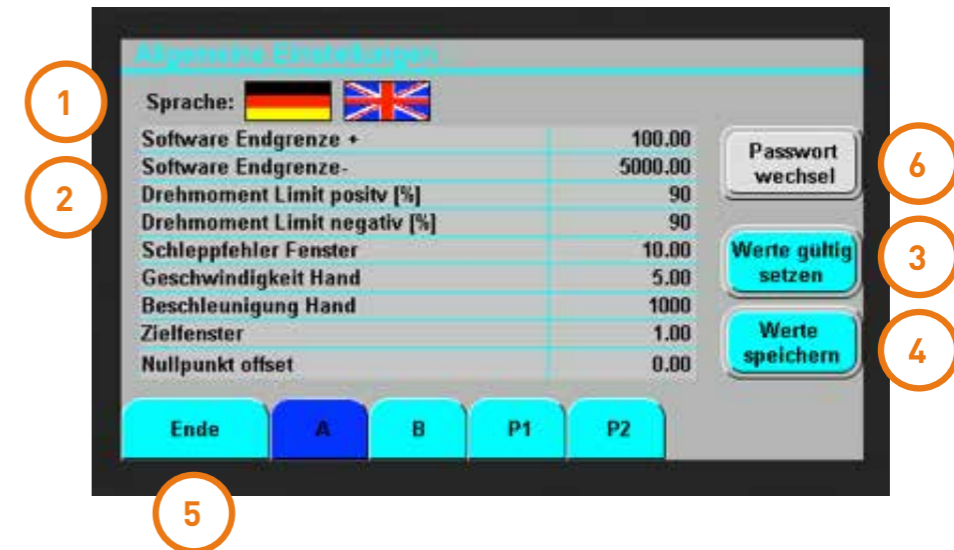 Allgemeine Einstellungen
1
Sprache:
2
Software Endgrenze + 100.00
Software Endgrenze- 5000.00
Drehmoment Limit positv [%] 90
Drehmoment Limit negativ [%] 90
Schleppfehler Fenster 10.00
Geschwindigkeit Hand 5.00
Beschleunigung Hand 1000
Zielfenster 1.00
Nullpunkt offset 0.00
Passwort
wechsel
6
Werte gültig
setzen
3
Werte
speichern
4
Ende A B P1 P2
5